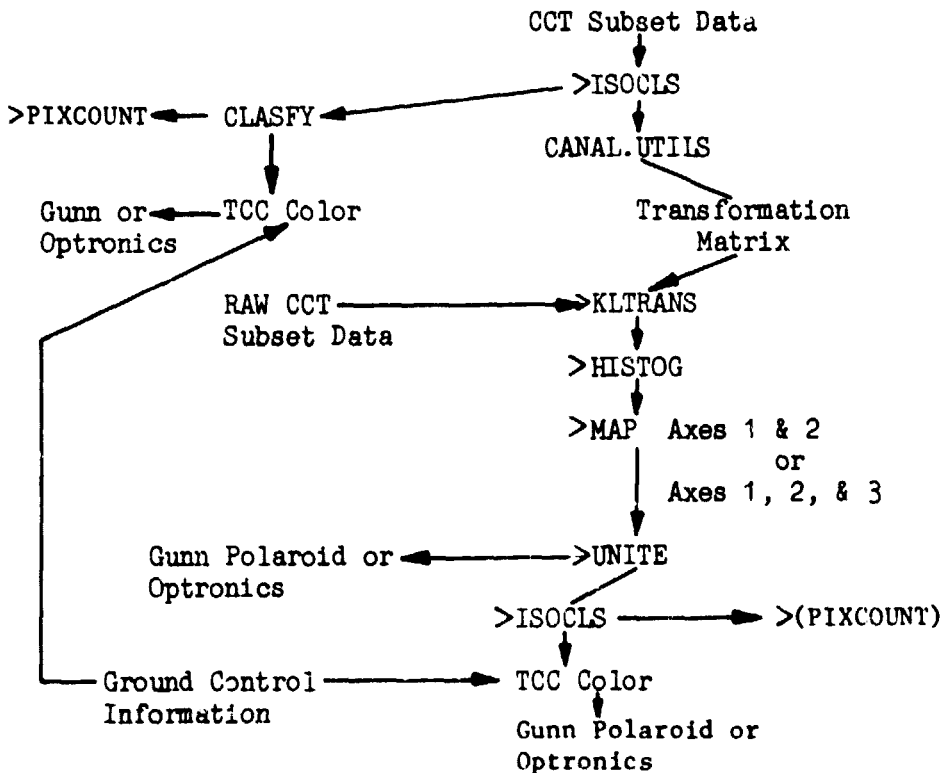 CCT Subset Data
>ISOCLS
>PIXCOUNT
CLASFY
CANAL.UTILS
Gunn or
Optronics
TCC Color
Transformation
Matrix
RAW CCT
Subset Data
>KLTRANS
>HISTOG
>MAP Axes 1 & 2
or
Axes 1, 2, & 3
Gunn Polaroid or
Optronics
>UNITE
>ISOCLS
>(PIXCOUNT)
Ground Control
Information
TCC Color
Gunn Polaroid or
Optronics